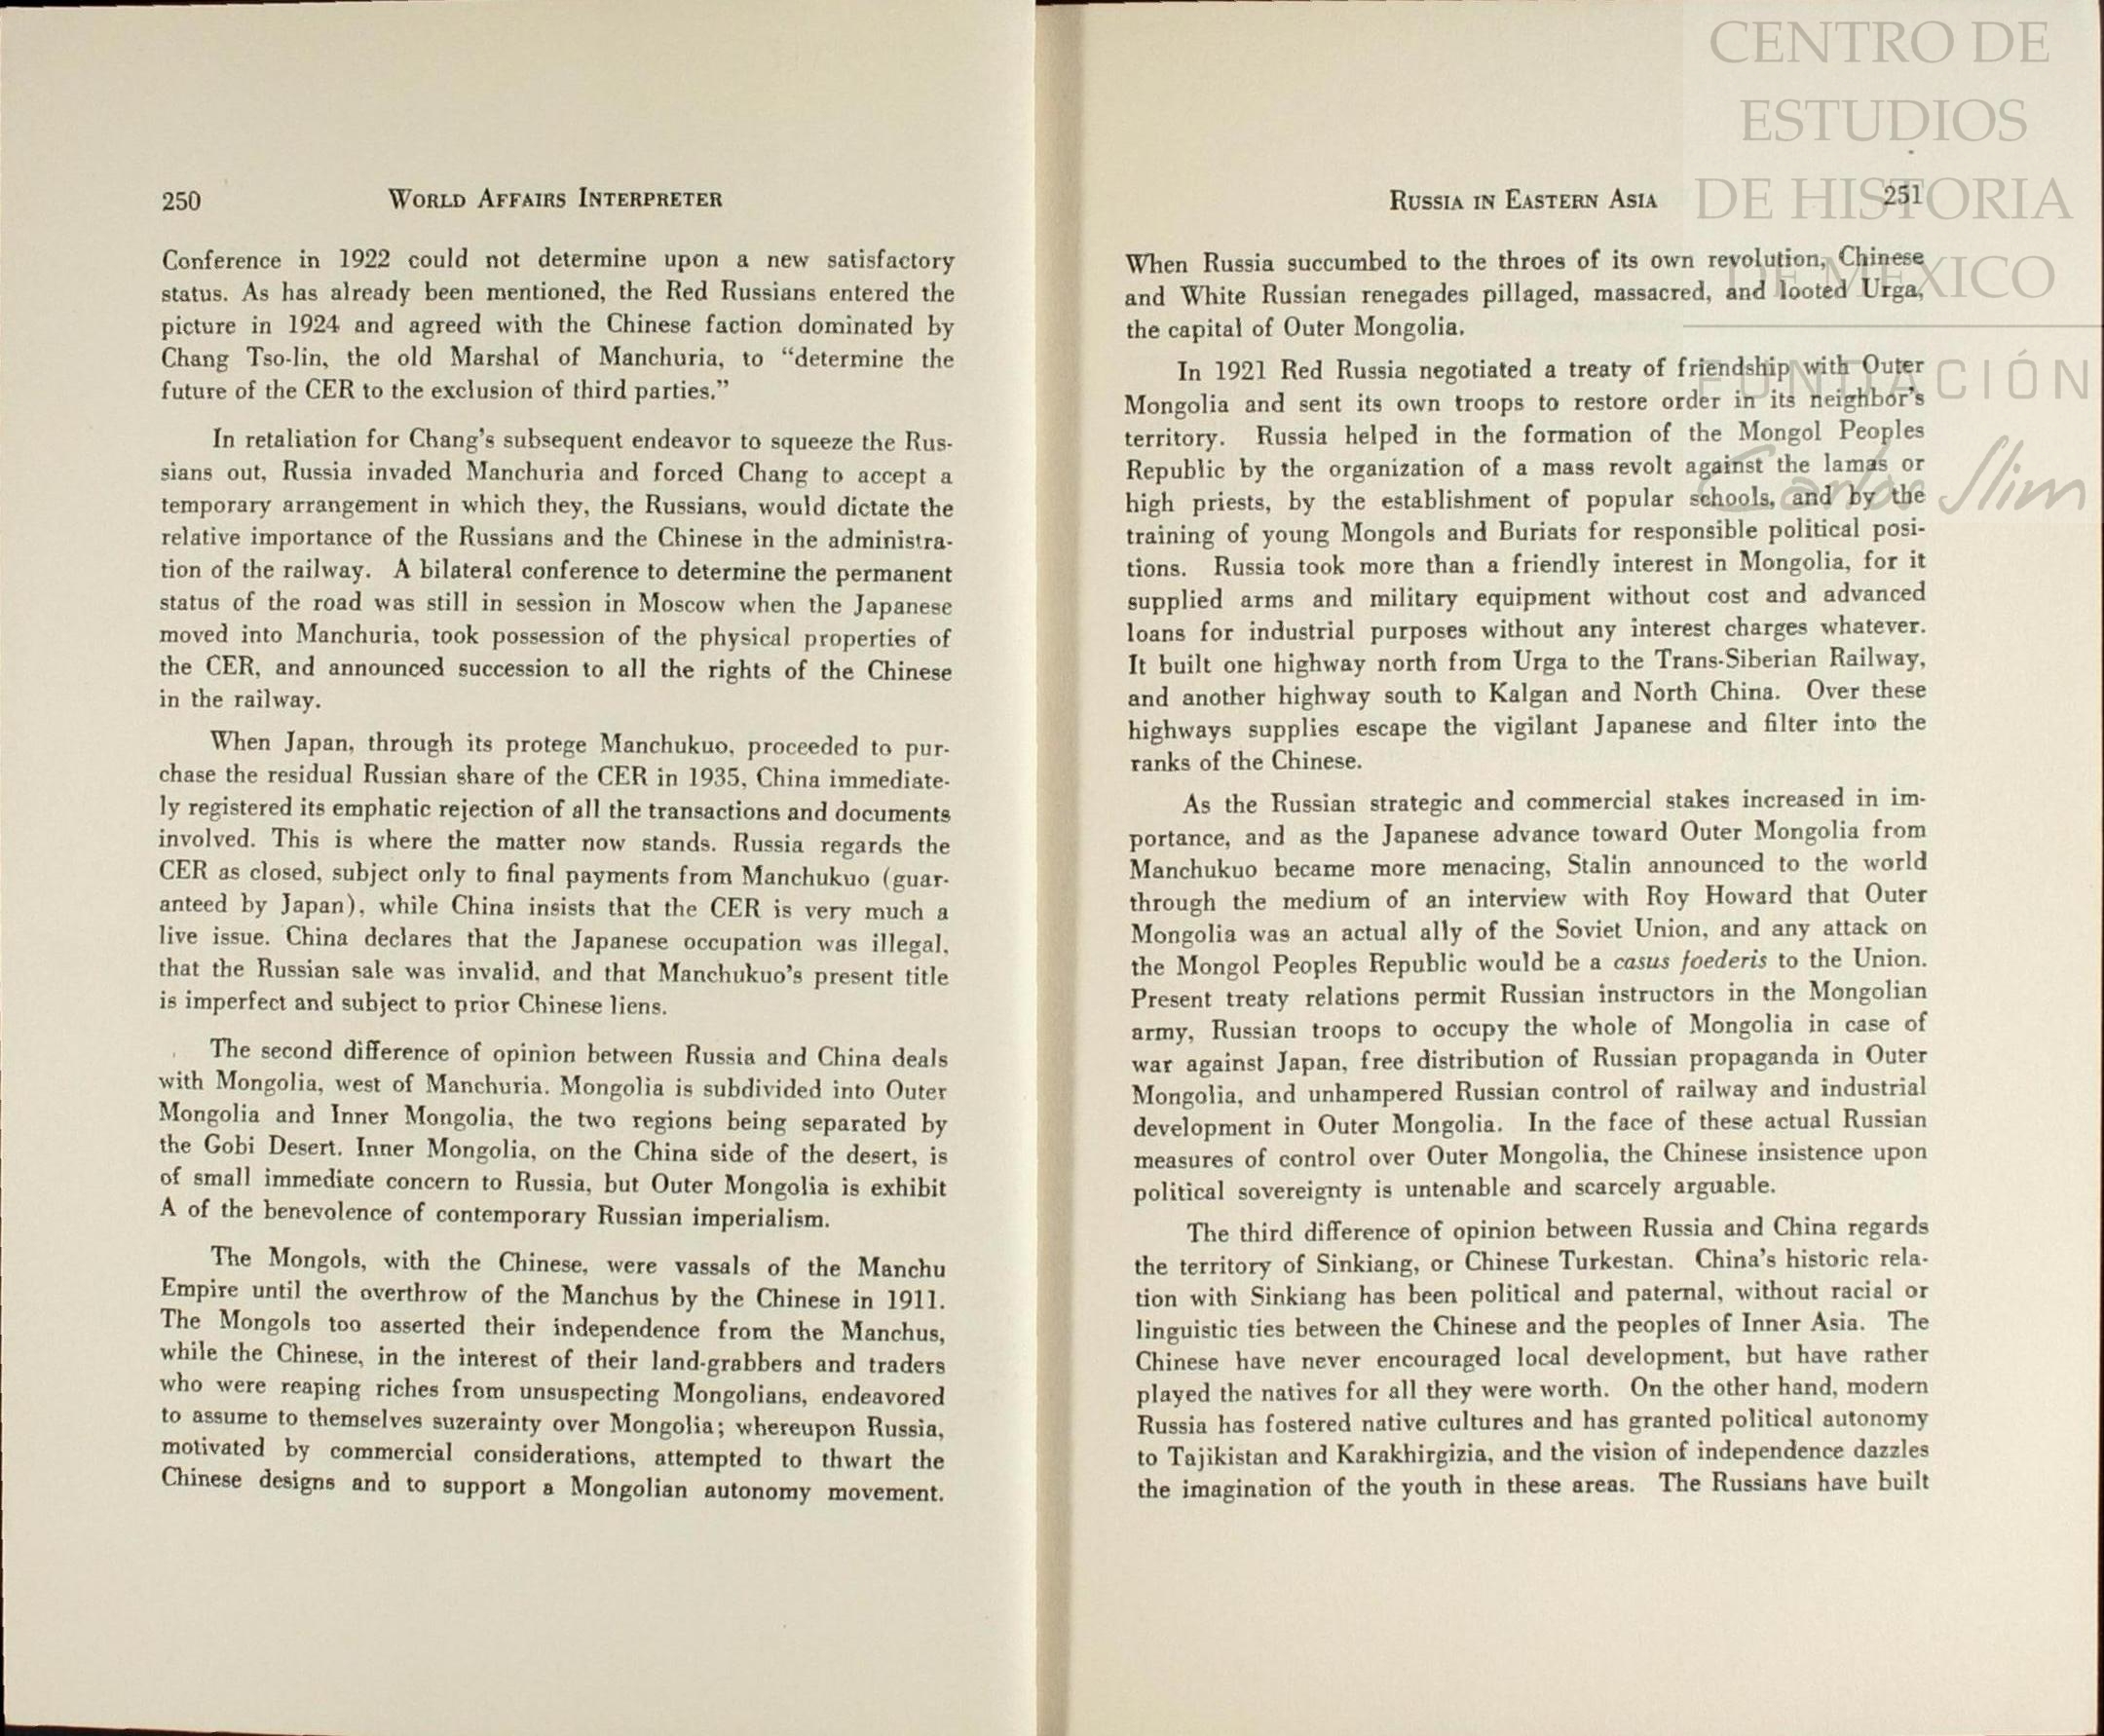 250
WORLD AFFAIRS INTERPRETER
Conference in 1922 could not determine upon a new satisfactory
status. As has already been mentioned, the Red Russians entered the
picture in 1924 and agreed with the Chinese faction dominated by
Chang Tso-lin, the old Marshal of Manchuria, to “determine the
future of the CER to the exclusion of third parties.”
In retaliation for Chang's subsequent endeavor to squeeze the Rus-
sians out, Russia invaded Manchuria and forced Chang to accept a
temporary arrangement in which they, the Russians, would dictate the
relative importance of the Russians and the Chinese in the administra-
tion of the railway. A bilateral conference to determine the permanent
status of the road was still in session in Moscow when the Japanese
moved into Manchuria, took possession of the physical properties of
the CER, and announced succession to all the rights of the Chinese
in the railway.
When Japan, through its protege Manchukuo, proceeded to pur-
chase the residual Russian share of the CER in 1935, China immediate-
ly registered its emphatic rejection of all the transactions and documents
involved. This is where the matter now stands. Russia regards the
CER as closed, subject only to final payments from Manchukuo (guar-
anteed by Japan), while China insists that the CER is very much a
live issue. China declares that the Japanese occupation was illegal,
that the Russian sale was invalid, and that Manchukuo's present title
is imperfect and subject to prior Chinese liens.
The second difference of opinion between Russia and China deals
with Mongolia, west of Manchuria. Mongolia is subdivided into Outer
Mongolia and Inner Mongolia, the two regions being separated by
the Gobi Desert. Inner Mongolia, on the China side of the desert, is
of small immediate concern to Russia, but Outer Mongolia is exhibit
A of the benevolence of contemporary Russian imperialism.
The Mongols, with the Chinese, were vassals of the Manchu
Empire until the overthrow of the Manchus by the Chinese in 1911.
The Mongols too asserted their independence from the Manchus,
while the Chinese, in the interest of their land-grabbers and traders
who were reaping riches from unsuspecting Mongolians, endeavored
to assume to themselves suzerainty over Mongolia; whereupon Russia,
motivated by commercial considerations, attempted to thwart the
Chinese designs and to support a Mongolian autonomy movement.
RUSSIA IN EASTERN ASIA
251
When Russia succumbed to the throes of its own revolution, Chinese
and White Russian renegades pillaged, massacred, and looted Urga,
the capital of Outer Mongolia.
In 1921 Red Russia negotiated a treaty of friendship with Outer
Mongolia and sent its own troops to restore order in its neighbor's
territory. Russia helped in the formation of the Mongol Peoples
Republic by the organization of a mass revolt against the lamas or
high priests, by the establishment of popular schools, and by the
training of young Mongols and Buriats for responsible political posi-
tions. Russia took more than a friendly interest in Mongolia, for it
supplied arms and military equipment without cost and advanced
loans for industrial purposes without any interest charges whatever.
It built one highway north from Urga to the Trans-Siberian Railway,
and another highway south to Kalgan and North China. Over these
highways supplies escape the vigilant Japanese and filter into the
ranks of the Chinese.
As the Russian strategic and commercial stakes increased in im-
portance, and as the Japanese advance toward Outer Mongolia from
Manchukuo became more menacing, Stalin announced to the world
through the medium of an interview with Roy Howard that Outer
Mongolia was an actual ally of the Soviet Union, and any attack on
the Mongol Peoples Republic would be a casus foederis to the Union.
Present treaty relations permit Russian instructors in the Mongolian
army, Russian troops to occupy the whole of Mongolia in case of
war against Japan, free distribution of Russian propaganda in Outer
Mongolia, and unhampered Russian control of railway and industrial
development in Outer Mongolia. In the face of these actual Russian
measures of control over Outer Mongolia, the Chinese insistence upon
political sovereignty is untenable and scarcely arguable.
The third difference of opinion between Russia and China regards
the territory of Sinkiang, or Chinese Turkestan. China's historic rela-
tion with Sinkiang has been political and paternal, without racial or
linguistic ties between the Chinese and the peoples of Inner Asia. The
Chinese have never encouraged local development, but have rather
played the natives for all they were worth. On the other hand, modern
Russia has fostered native cultures and has granted political autonomy
to Tajikistan and Karakhirgizia, and the vision of independence dazzles
the imagination of the youth in these areas. The Russians have built
CENTRO DE
ESTUDIOS
DE HISTORIA
DE MÉXICO
FUNDACIÓN
Carlos Slim